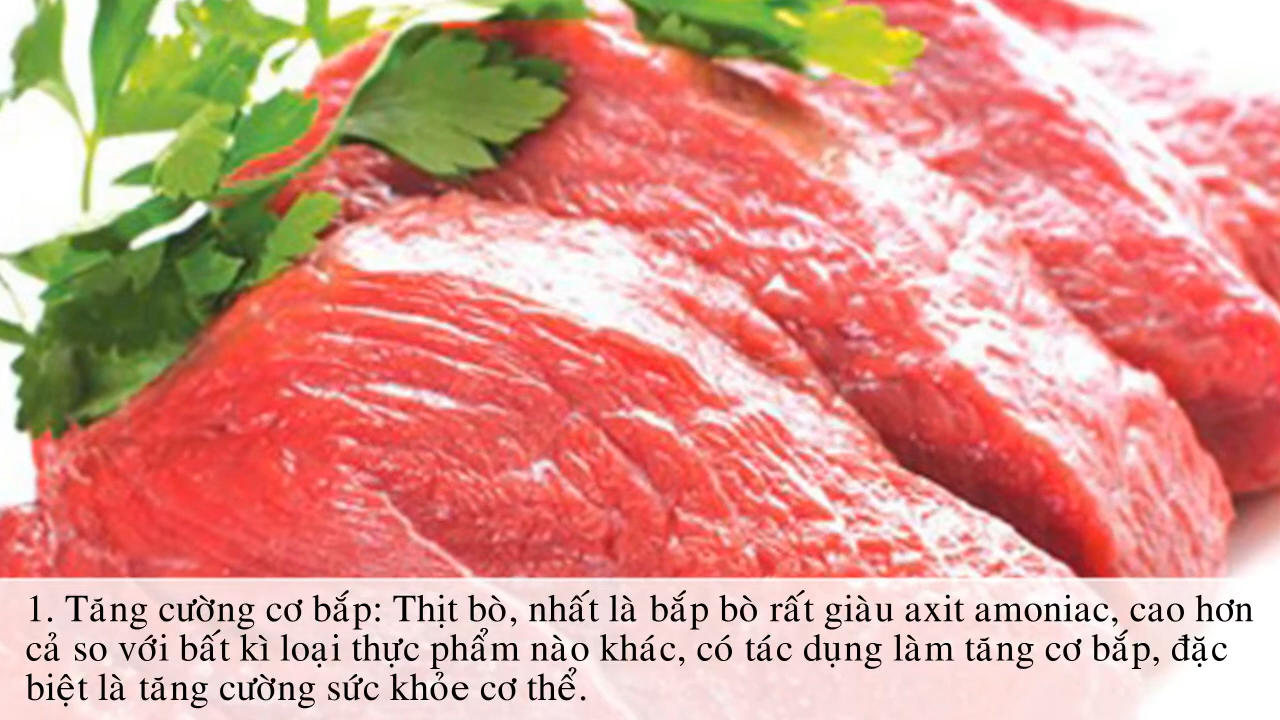 1. Tăng cường cơ bắp: Thịt bò, nhất là bắp bò rất giàu axit amoniac, cao hơn
cả so với bất kì loại thực phẩm nào khác, có tác dụng làm tăng cơ bắp, đặc
biệt là tăng cường sức khỏe cơ thể.